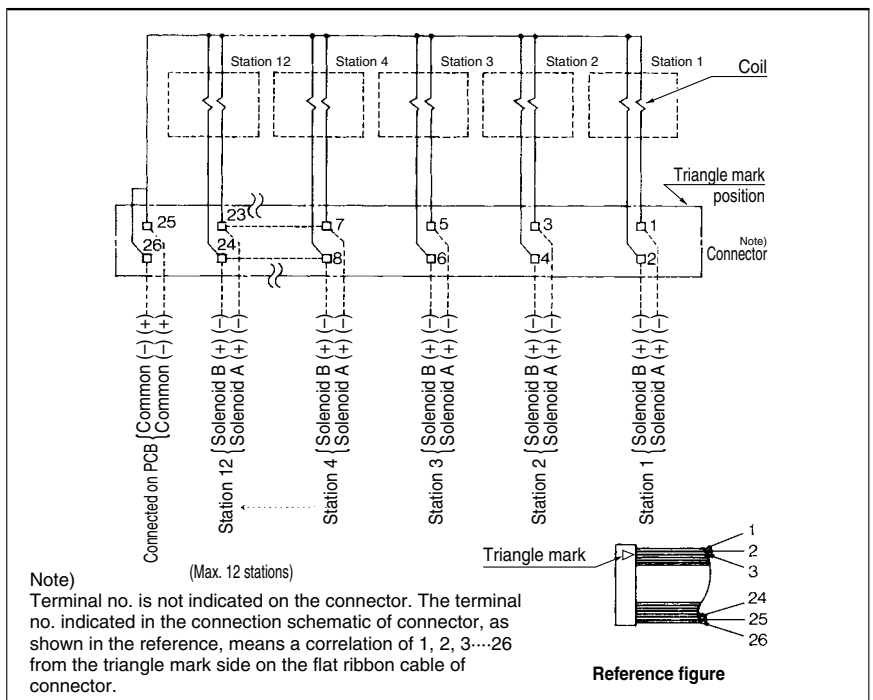 Station 12
Station 4
Station 3
Station 2
Station 1
Coil
Triangle mark
position
25
23
7
5
3
1
26
24
8
6
4
2
Note)
Connector
Connected on PCB { Common (−) (+)
Common (−) (+)
Station 12 { Solenoid B (+) (−)
Solenoid A (+) (−)
Station 4 { Solenoid B (+) (−)
Solenoid A (+) (−)
Station 3 { Solenoid B (+) (−)
Solenoid A (+) (−)
Station 2 { Solenoid B (+) (−)
Solenoid A (+) (−)
Station 1 { Solenoid B (+) (−)
Solenoid A (+) (−)
(Max. 12 stations)
Triangle mark
1
2
3
24
25
26
Reference figure
Note)
Terminal no. is not indicated on the connector. The terminal
no. indicated in the connection schematic of connector, as
shown in the reference, means a correlation of 1, 2, 3····26
from the triangle mark side on the flat ribbon cable of
connector.